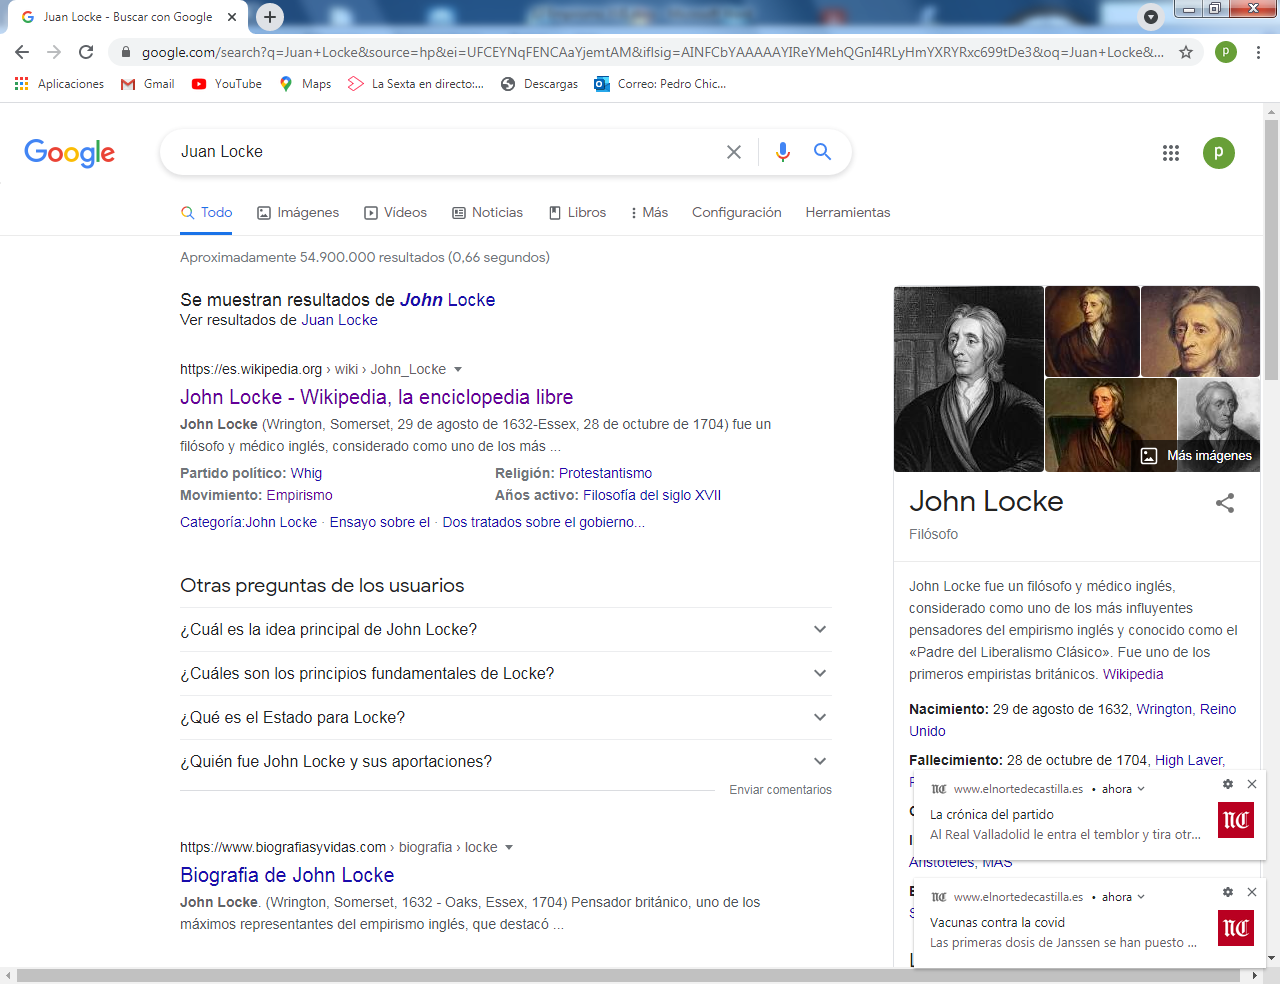 Juan Locke - Buscar con Google
google.com/search?q=Juan+Locke&source=hp&ei=UFCEYNqFENCAaYjemtAM&iflsig=AINFCbYAAAAAYIReYMehQGnI4RLyHmYXRYRxc699tDe3&oq=Juan+Locke&...
p
Aplicaciones
Gmail
YouTube
Maps
La Sexta en directo:...
Descargas
Correo: Pedro Chic...
Google
Juan Locke
p
Todo
Imágenes
Vídeos
Noticias
Libros
Más
Configuración
Herramientas
Aproximadamente 54.900.000 resultados (0,66 segundos)
Se muestran resultados de John Locke
Ver resultados de Juan Locke
https://es.wikipedia.org › wiki › John_Locke
John Locke - Wikipedia, la enciclopedia libre
John Locke (Wrington, Somerset, 29 de agosto de 1632-Essex, 28 de octubre de 1704) fue un
filósofo y médico inglés, considerado como uno de los más ...
Partido político: Whig
Religión: Protestantismo
Movimiento: Empirismo
Años activo: Filosofía del siglo XVII
Categoría:John Locke · Ensayo sobre el · Dos tratados sobre el gobierno...
Otras preguntas de los usuarios
¿Cuál es la idea principal de John Locke?
¿Cuáles son los principios fundamentales de Locke?
¿Qué es el Estado para Locke?
¿Quién fue John Locke y sus aportaciones?
Enviar comentarios
https://www.biografiasyvidas.com › biografia › locke
Biografia de John Locke
John Locke. (Wrington, Somerset, 1632 - Oaks, Essex, 1704) Pensador británico, uno de los
máximos representantes del empirismo inglés, que destacó ...
Más imágenes
John Locke
Filósofo
John Locke fue un filósofo y médico inglés,
considerado como uno de los más influyentes
pensadores del empirismo inglés y conocido como el
«Padre del Liberalismo Clásico». Fue uno de los
primeros empiristas británicos. Wikipedia
Nacimiento: 29 de agosto de 1632, Wrington, Reino
Unido
Fallecimiento: 28 de octubre de 1704, High Laver,
Aristóteles, MÁS
www.elnortedecastilla.es • ahora
La crónica del partido
Al Real Valladolid le entra el temblor y tira otr...
www.elnortedecastilla.es • ahora
Vacunas contra la covid
Las primeras dosis de Janssen se han puesto ...